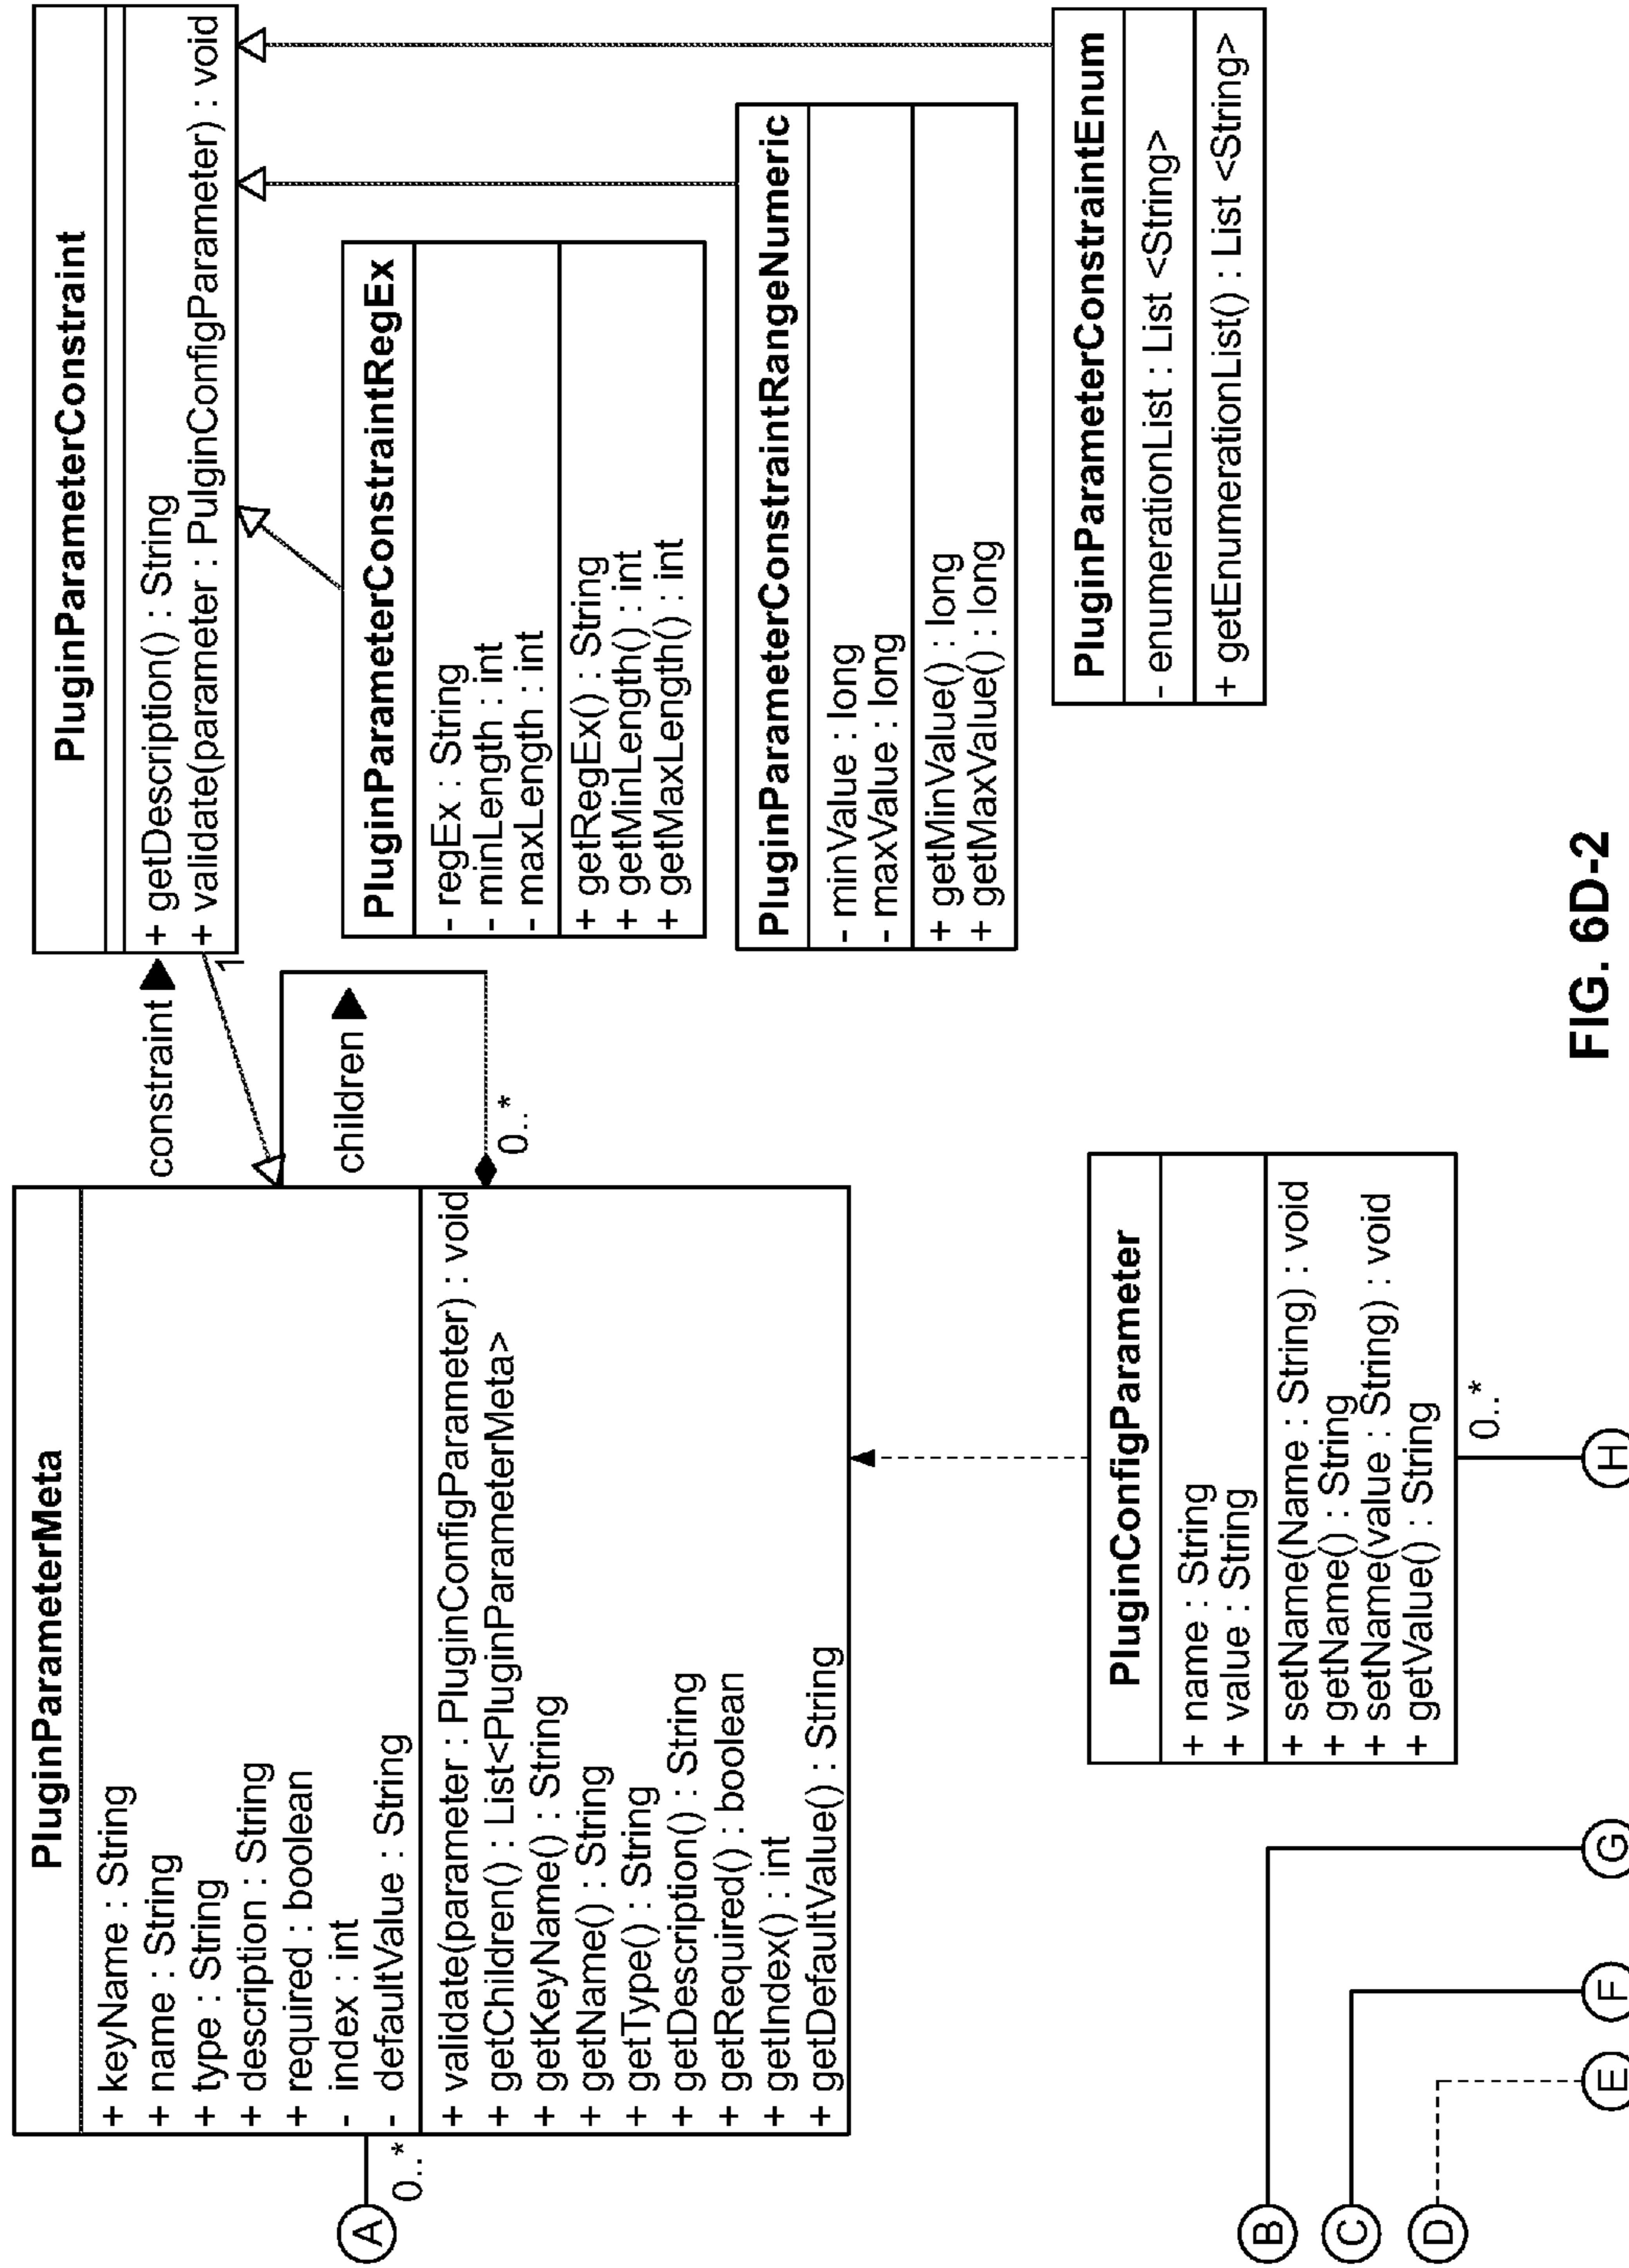 PluginParameterMeta
+ keyName : String
+ name : String
+ type : String
+ description : String
+ required : boolean
- index : int
- defaultValue : String
+ validate(parameter : PluginConfigParameter) : void
+ getChildren() : List<PluginParameterMeta>
+ getKeyName() : String
+ getName() : String
+ getType() : String
+ getDescription() : String
+ getRequired() : boolean
+ getIndex() : int
+ getDefaultValue() : String
A
0..*
constraint
1
children
0..*
PluginParameterConstraint
+ getDescription() : String
+ validate(parameter : PulginConfigParameter) : void
PluginParameterConstraintRegEx
- regEx : String
- minLength : int
- maxLength : int
+ getRegEx() : String
+ getMinLength() : int
+ getMaxLength() : int
PluginParameterConstraintRangeNumeric
- minValue : long
- maxValue : long
+ getMinValue() : long
+ getMaxValue() : long
PluginParameterConstraintEnum
- enumerationList : List <String>
+ getEnumerationList() : List <String>
PluginConfigParameter
+ name : String
+ value : String
+ setName(Name : String) : void
+ getName() : String
+ setName(value : String) : void
+ getValue() : String
0..*
B
C
D
E
F
G
H
FIG. 6D-2